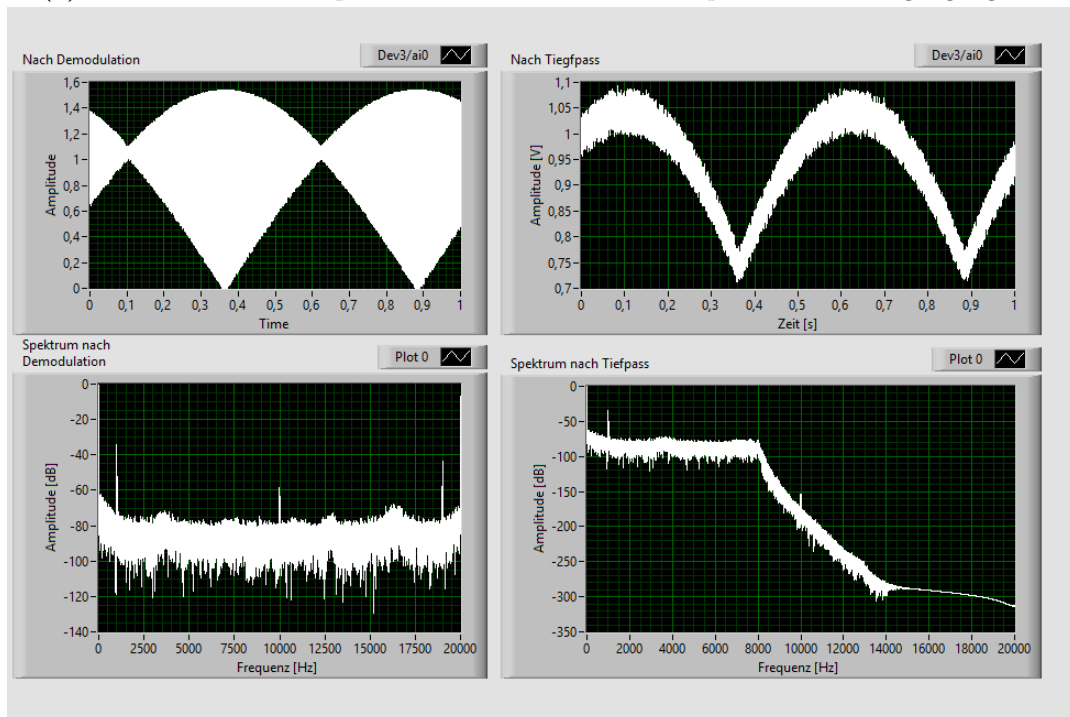 Nach Demodulation
Dev3/ai0
1,6
1,4
1,2
1
0,8
0,6
0,4
0,2
0
Amplitude
0 0,1 0,2 0,3 0,4 0,5 0,6 0,7 0,8 0,9 1
Time
Nach Tiegfpass
Dev3/ai0
1,1
1,05
1
0,95
0,9
0,85
0,8
0,75
0,7
Amplitude [V]
0 0,1 0,2 0,3 0,4 0,5 0,6 0,7 0,8 0,9 1
Zeit [s]
Spektrum nach
Demodulation
Plot 0
0
-20
-40
-60
-80
-100
-120
-140
Amplitude [dB]
0 2500 5000 7500 10000 12500 15000 17500 20000
Frequenz [Hz]
Spektrum nach Tiefpass
Plot 0
0
-50
-100
-150
-200
-250
-300
-350
Amplitude [dB]
0 2000 4000 6000 8000 10000 12000 14000 16000 18000 20000
Frequenz [Hz]